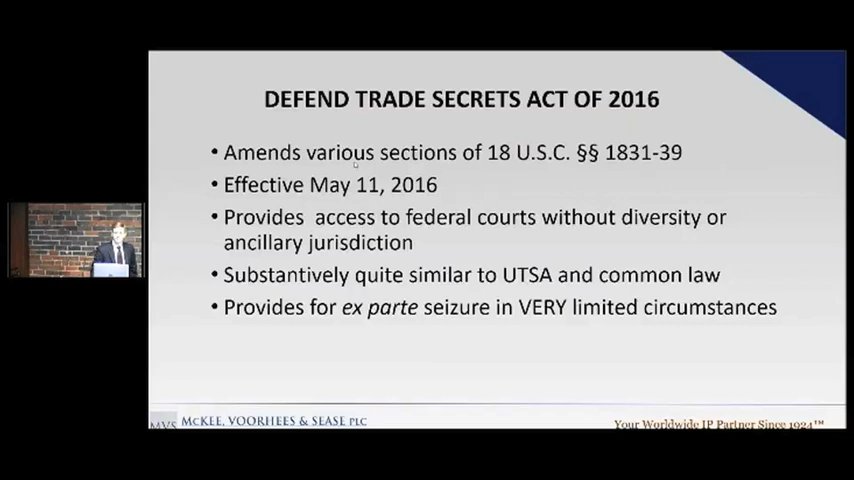 DEFEND TRADE SECRETS ACT OF 2016
• Amends various sections of 18 U.S.C. §§ 1831-39
• Effective May 11, 2016
• Provides  access to federal courts without diversity or
ancillary jurisdiction
• Substantively quite similar to UTSA and common law
• Provides for ex parte seizure in VERY limited circumstances
MVS MCKEE, VOORHEES & SEASE PLC
Your Worldwide IP Partner Since 1924™